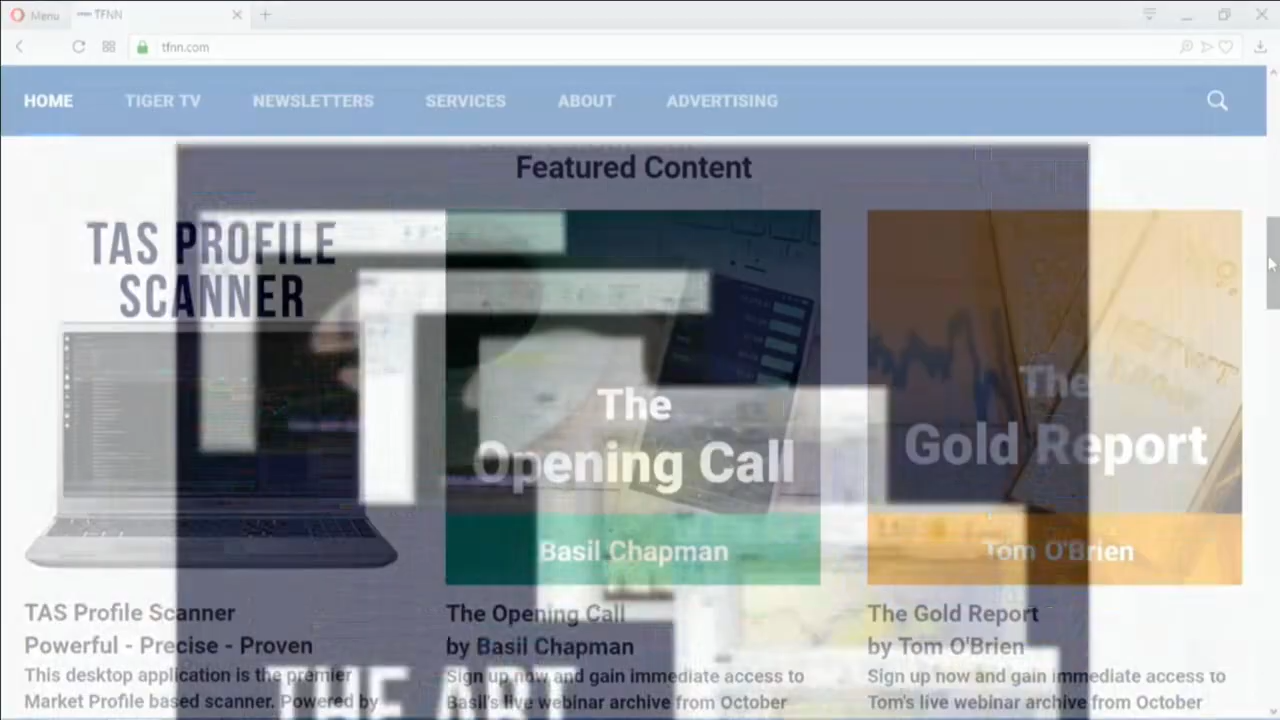 Menu
TFNN
tfnn.com
HOME
TIGER TV
NEWSLETTERS
SERVICES
ABOUT
ADVERTISING
Featured Content
TAS PROFILE
SCANNER
The
Opening Call
Basil Chapman
The
Gold Report
Tom O'Brien
TAS Profile Scanner
Powerful - Precise - Proven
This desktop application is the premier
Market Profile based scanner. Powered by
The Opening Call
by Basil Chapman
Sign up now and gain immediate access to
Basil's live webinar archive from October
The Gold Report
by Tom O'Brien
Sign up now and gain immediate access to
Tom's live webinar archive from October
THE ART